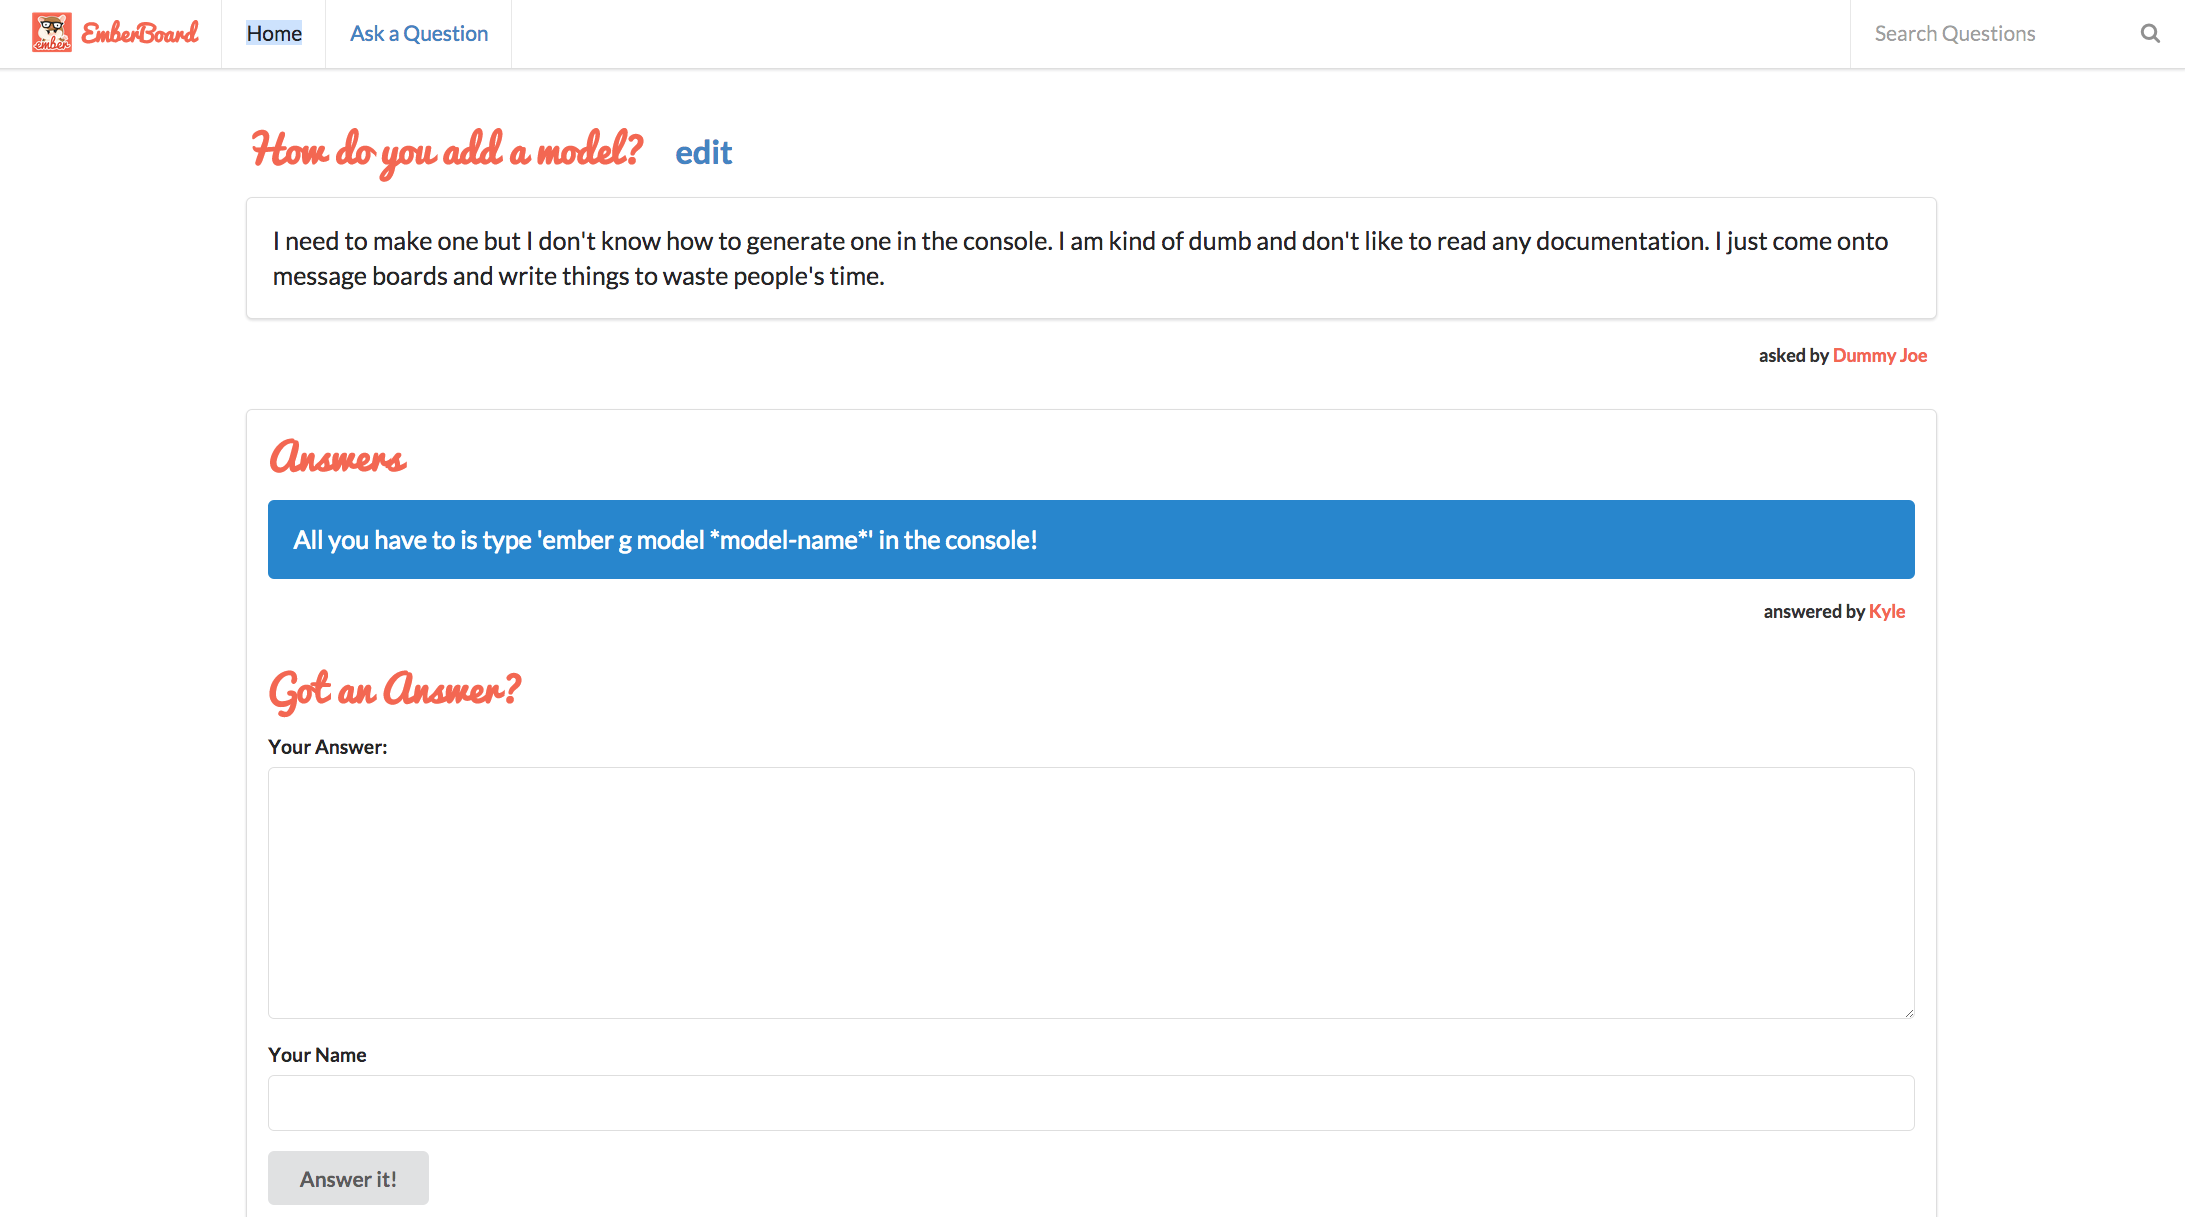 ember EmberBoard Home Ask a Question Search Questions
How do you add a model? edit
I need to make one but I don't know how to generate one in the console. I am kind of dumb and don't like to read any documentation. I just come onto
message boards and write things to waste people's time.
asked by Dummy Joe
Answers
All you have to is type 'ember g model *model-name*' in the console!
answered by Kyle
Got an Answer?
Your Answer:
Your Name
Answer it!